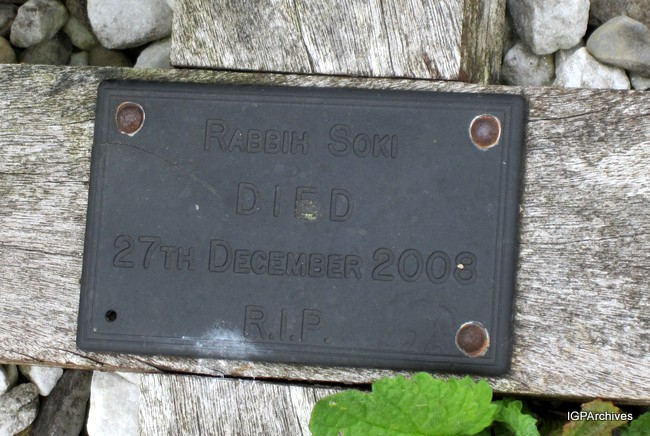 RABBIH SOKI
DIED
27TH DECEMBER 2008
R.I.P.
IGPArchives